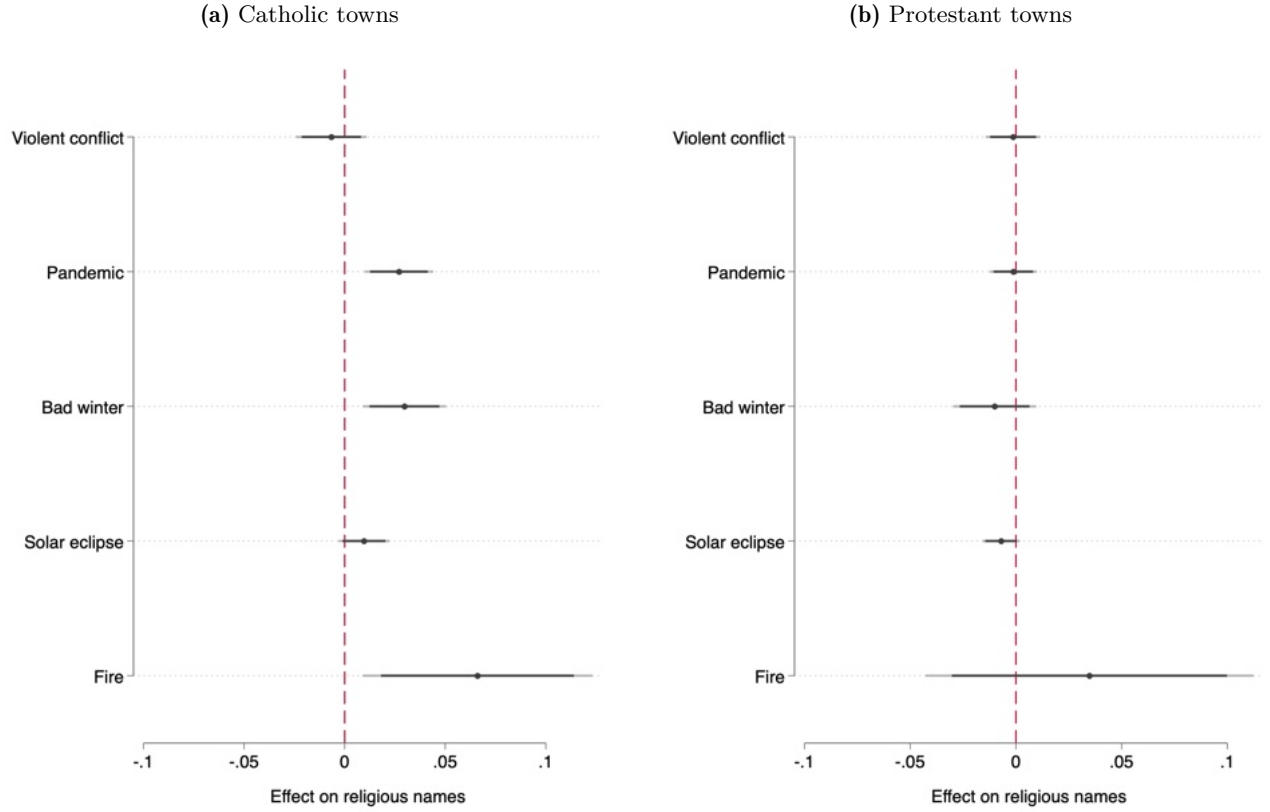 (a) Catholic towns
Violent conflict
Pandemic
Bad winter
Solar eclipse
Fire
-.1 -.05 0 .05 .1
Effect on religious names
(b) Protestant towns
Violent conflict
Pandemic
Bad winter
Solar eclipse
Fire
-.1 -.05 0 .05 .1
Effect on religious names